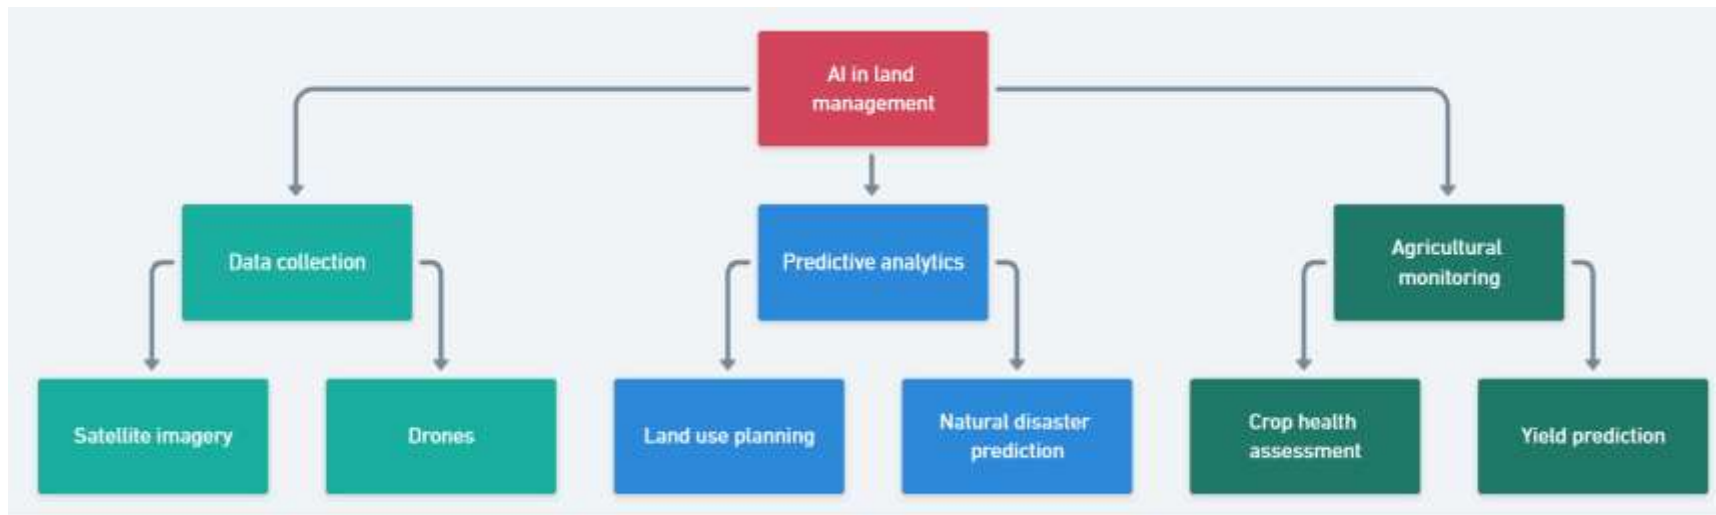 AI in land
management
Data collection
Predictive analytics
Agricultural
monitoring
Satellite imagery
Drones
Land use planning
Natural disaster
prediction
Crop health
assessment
Yield prediction